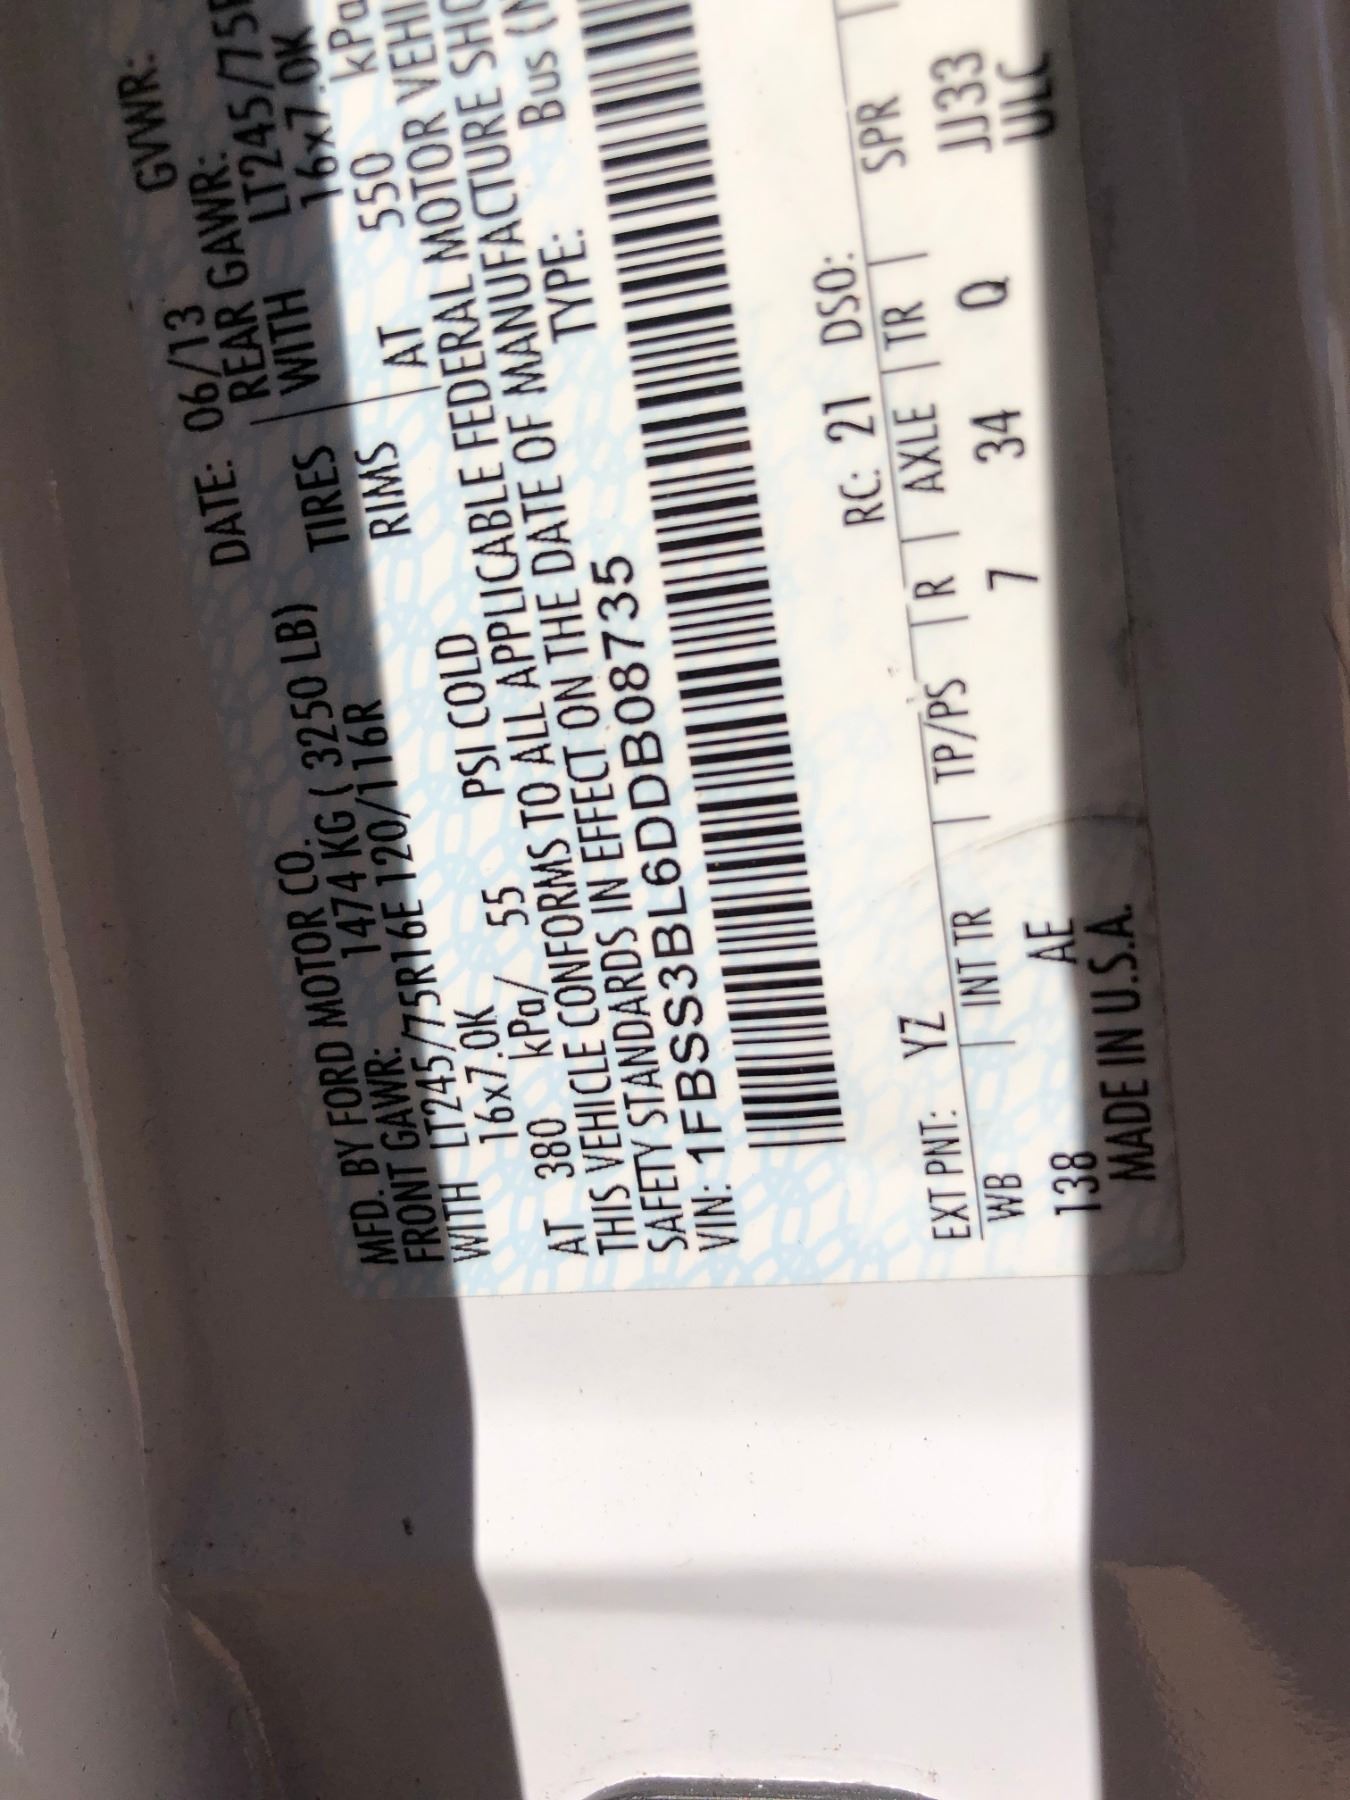 MFD. BY FORD MOTOR CO. DATE: 06/13 GVWR:
FRONT GAWR: 1474 KG ( 3250 LB) REAR GAWR:
WITH LT245/75R16E 120/116R TIRES WITH LT245/75
16x7.0K RIMS 16x7.0K
AT 380 kPa/ 55 PSI COLD AT 550 kPa
THIS VEHICLE CONFORMS TO ALL APPLICABLE FEDERAL MOTOR VEHI
SAFETY STANDARDS IN EFFECT ON THE DATE OF MANUFACTURE SHO
VIN: 1FBSS3BL6DDB08735 TYPE: Bus (
EXT PNT: YZ RC: 21 DSO:
WB INT TR TP/PS R AXLE TR SPR
138 AE 7 34 Q JJ33
MADE IN U.S.A. ULC